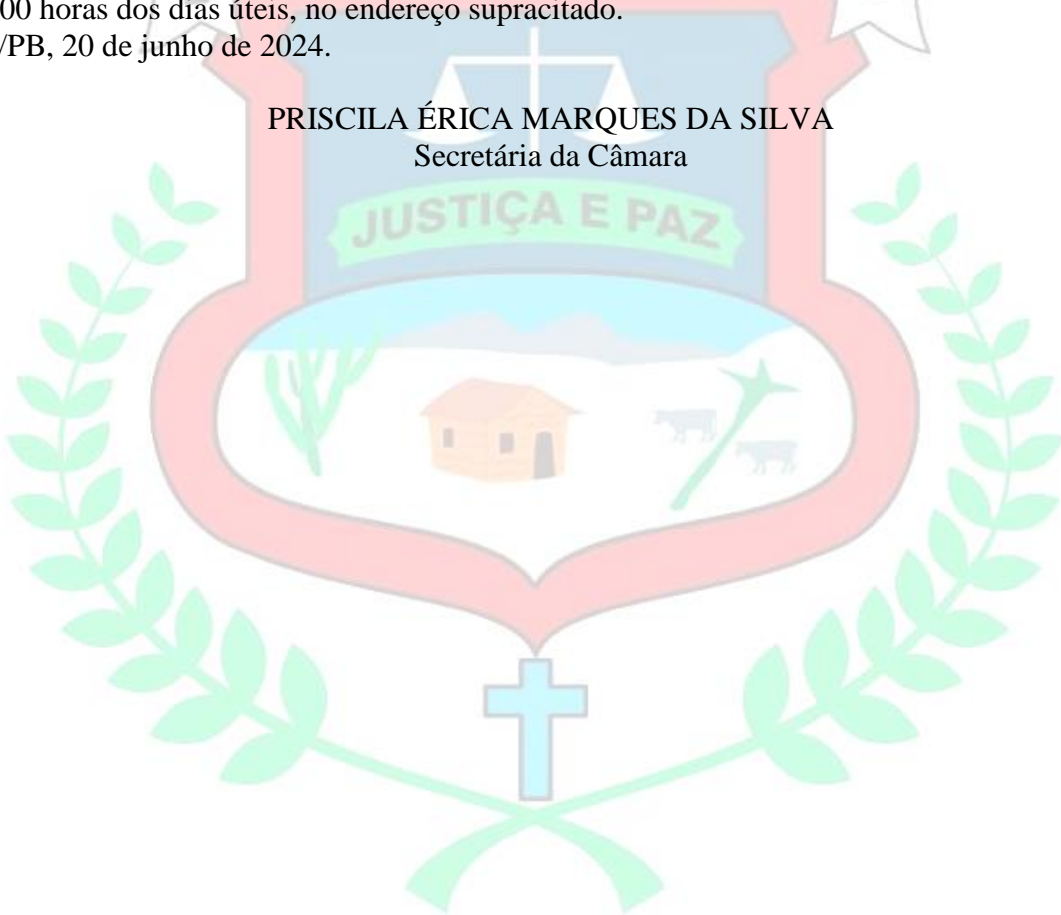 00 horas dos dias úteis, no endereço supracitado.
/PB, 20 de junho de 2024.
PRISCILA ÉRICA MARQUES DA SILVA
Secretária da Câmara
JUSTIÇA E PAZ